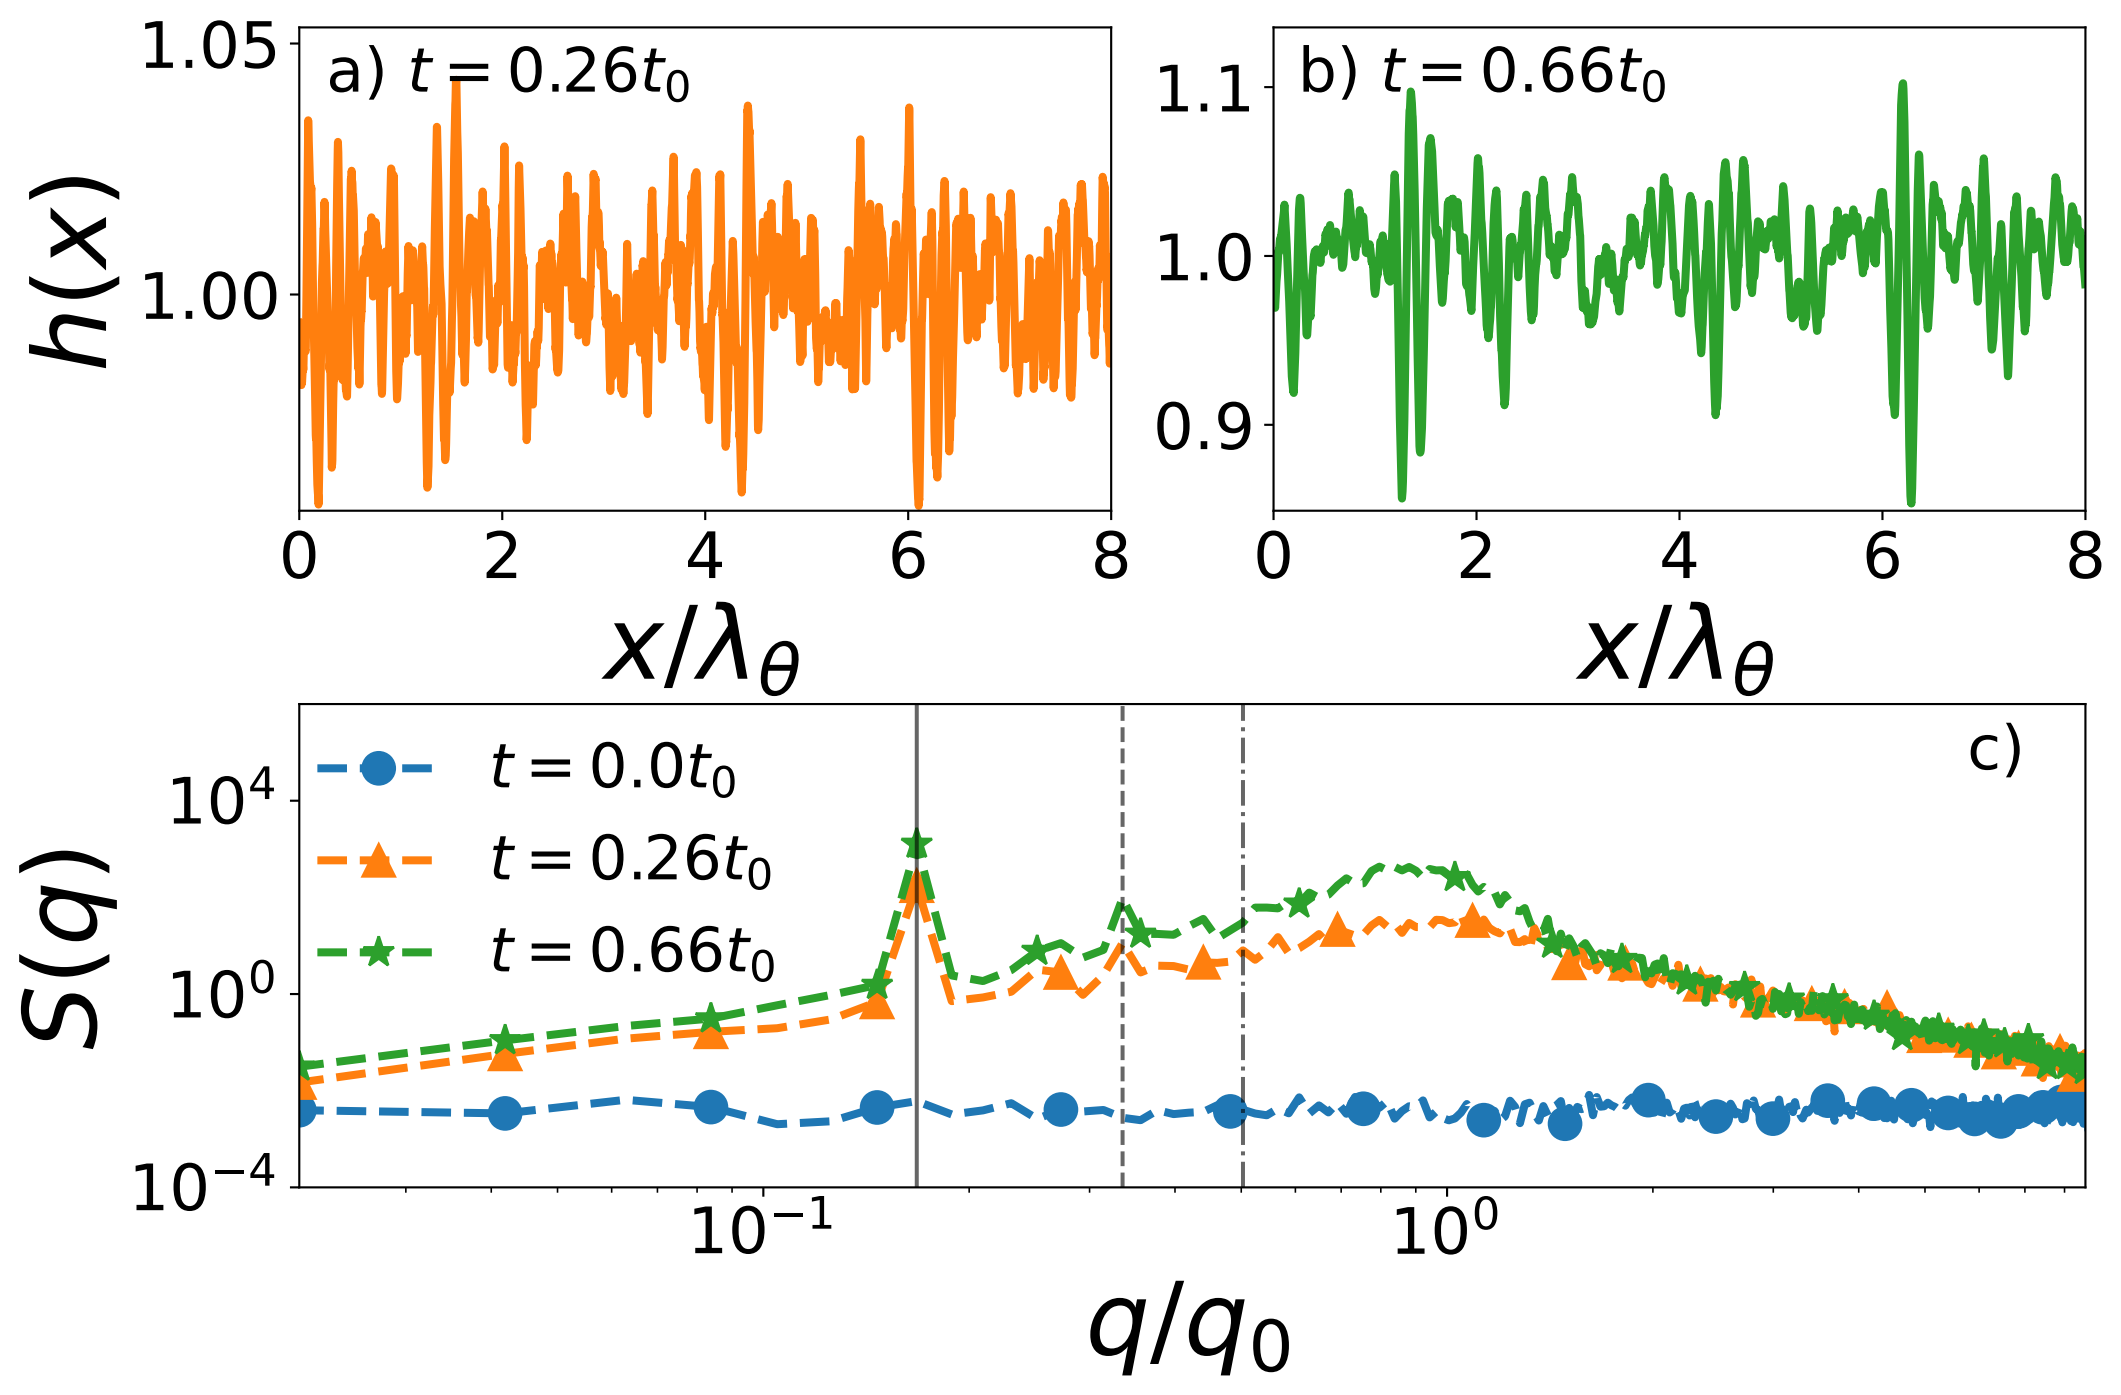 1.05
1.00
h(x)
a) t = 0.26t₀
0 2 4 6 8
x/λ_θ
1.1
1.0
0.9
b) t = 0.66t₀
0 2 4 6 8
x/λ_θ
10⁴
10⁰
10⁻⁴
S(q)
t = 0.0t₀
t = 0.26t₀
t = 0.66t₀
c)
10⁻¹ 10⁰
q/q₀